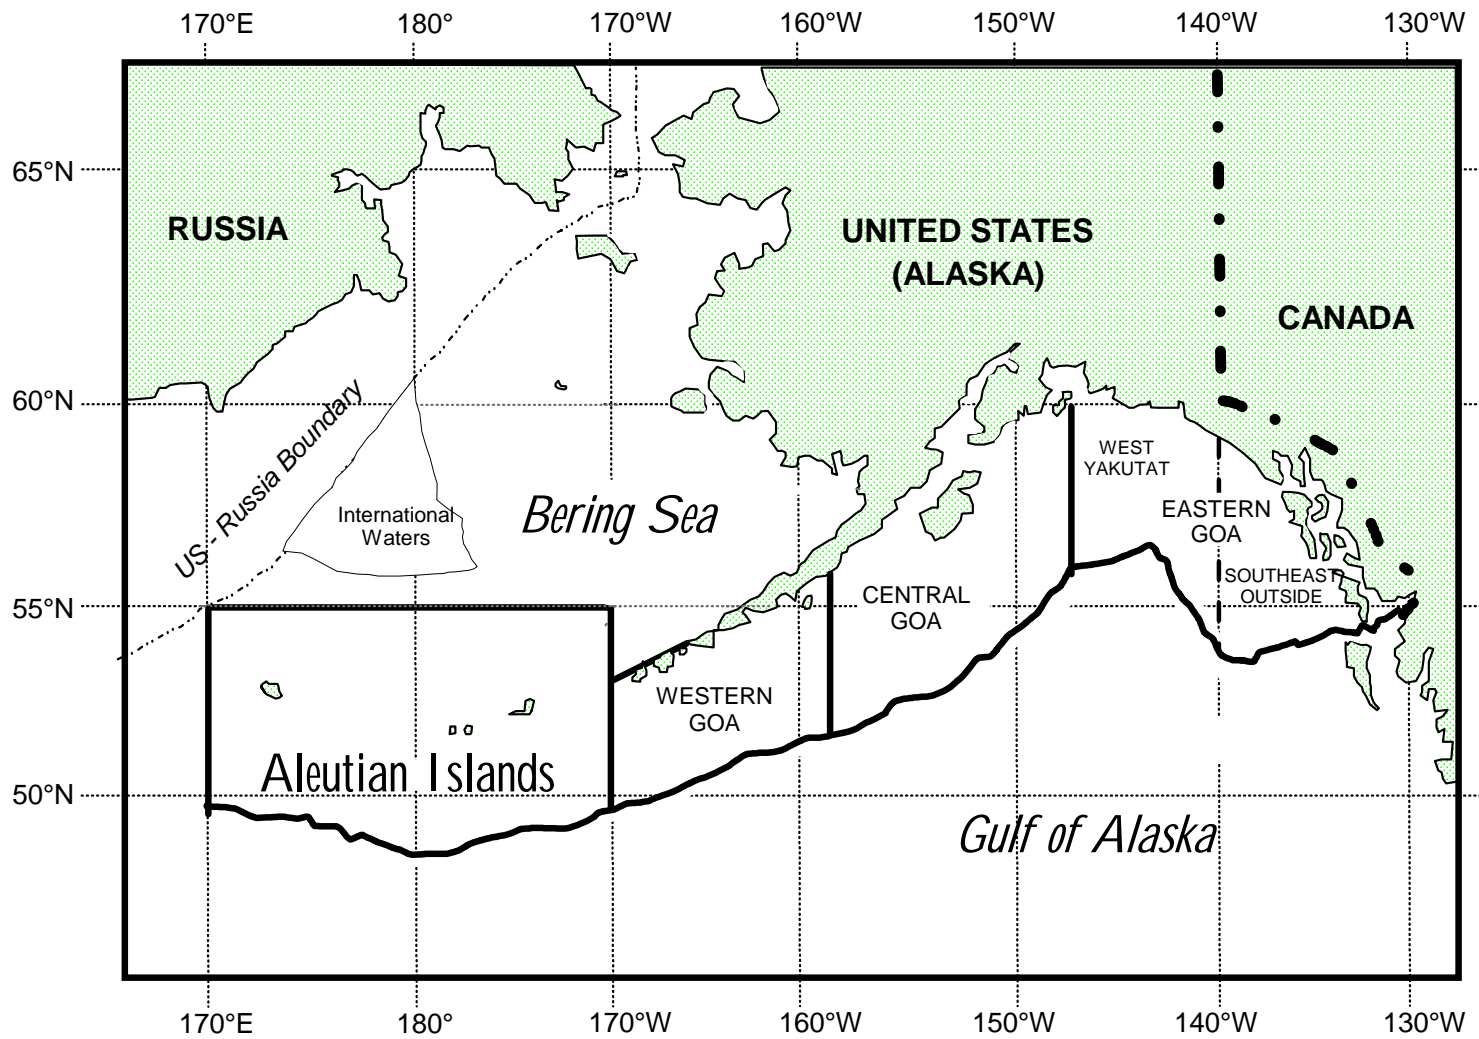 170°E 180° 170°W 160°W 150°W 140°W 130°W
65°N
RUSSIA
UNITED STATES
(ALASKA)
CANADA
60°N
US - Russia Boundary
International
Waters
Bering Sea
WEST
YAKUTAT
EASTERN
GOA
55°N
CENTRAL
GOA
SOUTHEAST
OUTSIDE
WESTERN
GOA
Aleutian Islands
50°N
Gulf of Alaska
170°E 180° 170°W 160°W 150°W 140°W 130°W